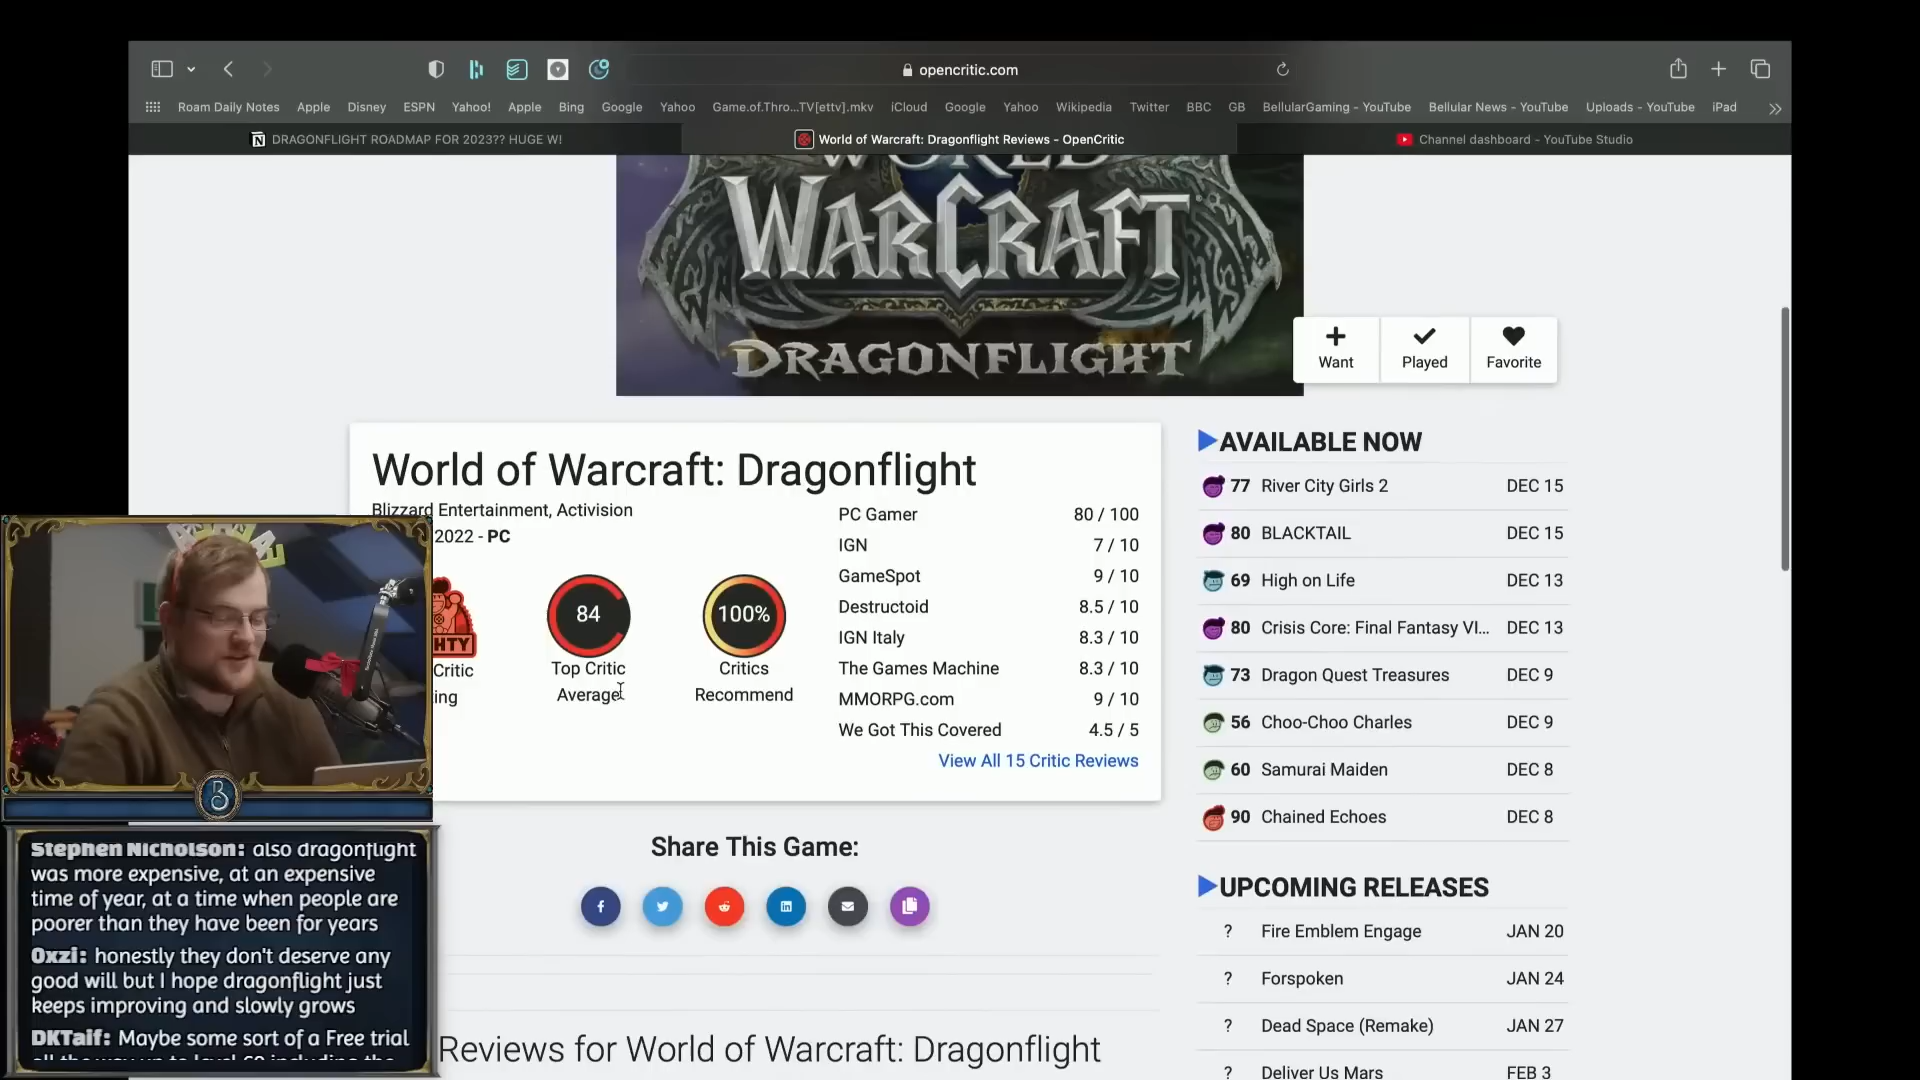 opencritic.com
Roam Daily Notes Apple Disney ESPN Yahoo! Apple Bing Google Yahoo Game.of.Thro...TV[ettv].mkv iCloud Google Yahoo Wikipedia Twitter BBC GB BellularGaming - YouTube Bellular News - YouTube Uploads - YouTube iPad
DRAGONFLIGHT ROADMAP FOR 2023?? HUGE W! World of Warcraft: Dragonflight Reviews - OpenCritic Channel dashboard - YouTube Studio
WORLD
WARCRAFT
DRAGONFLIGHT
Want Played Favorite
World of Warcraft: Dragonflight
Blizzard Entertainment, Activision
2022 - PC
HTY
Critic
ing
84
Top Critic
Average
100%
Critics
Recommend
PC Gamer 80 / 100
IGN 7 / 10
GameSpot 9 / 10
Destructoid 8.5 / 10
IGN Italy 8.3 / 10
The Games Machine 8.3 / 10
MMORPG.com 9 / 10
We Got This Covered 4.5 / 5
View All 15 Critic Reviews
Share This Game:
Reviews for World of Warcraft: Dragonflight
AVAILABLE NOW
77 River City Girls 2 DEC 15
80 BLACKTAIL DEC 15
69 High on Life DEC 13
80 Crisis Core: Final Fantasy VI... DEC 13
73 Dragon Quest Treasures DEC 9
56 Choo-Choo Charles DEC 9
60 Samurai Maiden DEC 8
90 Chained Echoes DEC 8
UPCOMING RELEASES
? Fire Emblem Engage JAN 20
? Forspoken JAN 24
? Dead Space (Remake) JAN 27
? Deliver Us Mars FEB 3
B
Stephen Nicholson: also dragonflight
was more expensive, at an expensive
time of year, at a time when people are
poorer than they have been for years
Oxzi: honestly they don't deserve any
good will but I hope dragonflight just
keeps improving and slowly grows
DKTaif: Maybe some sort of a Free trial